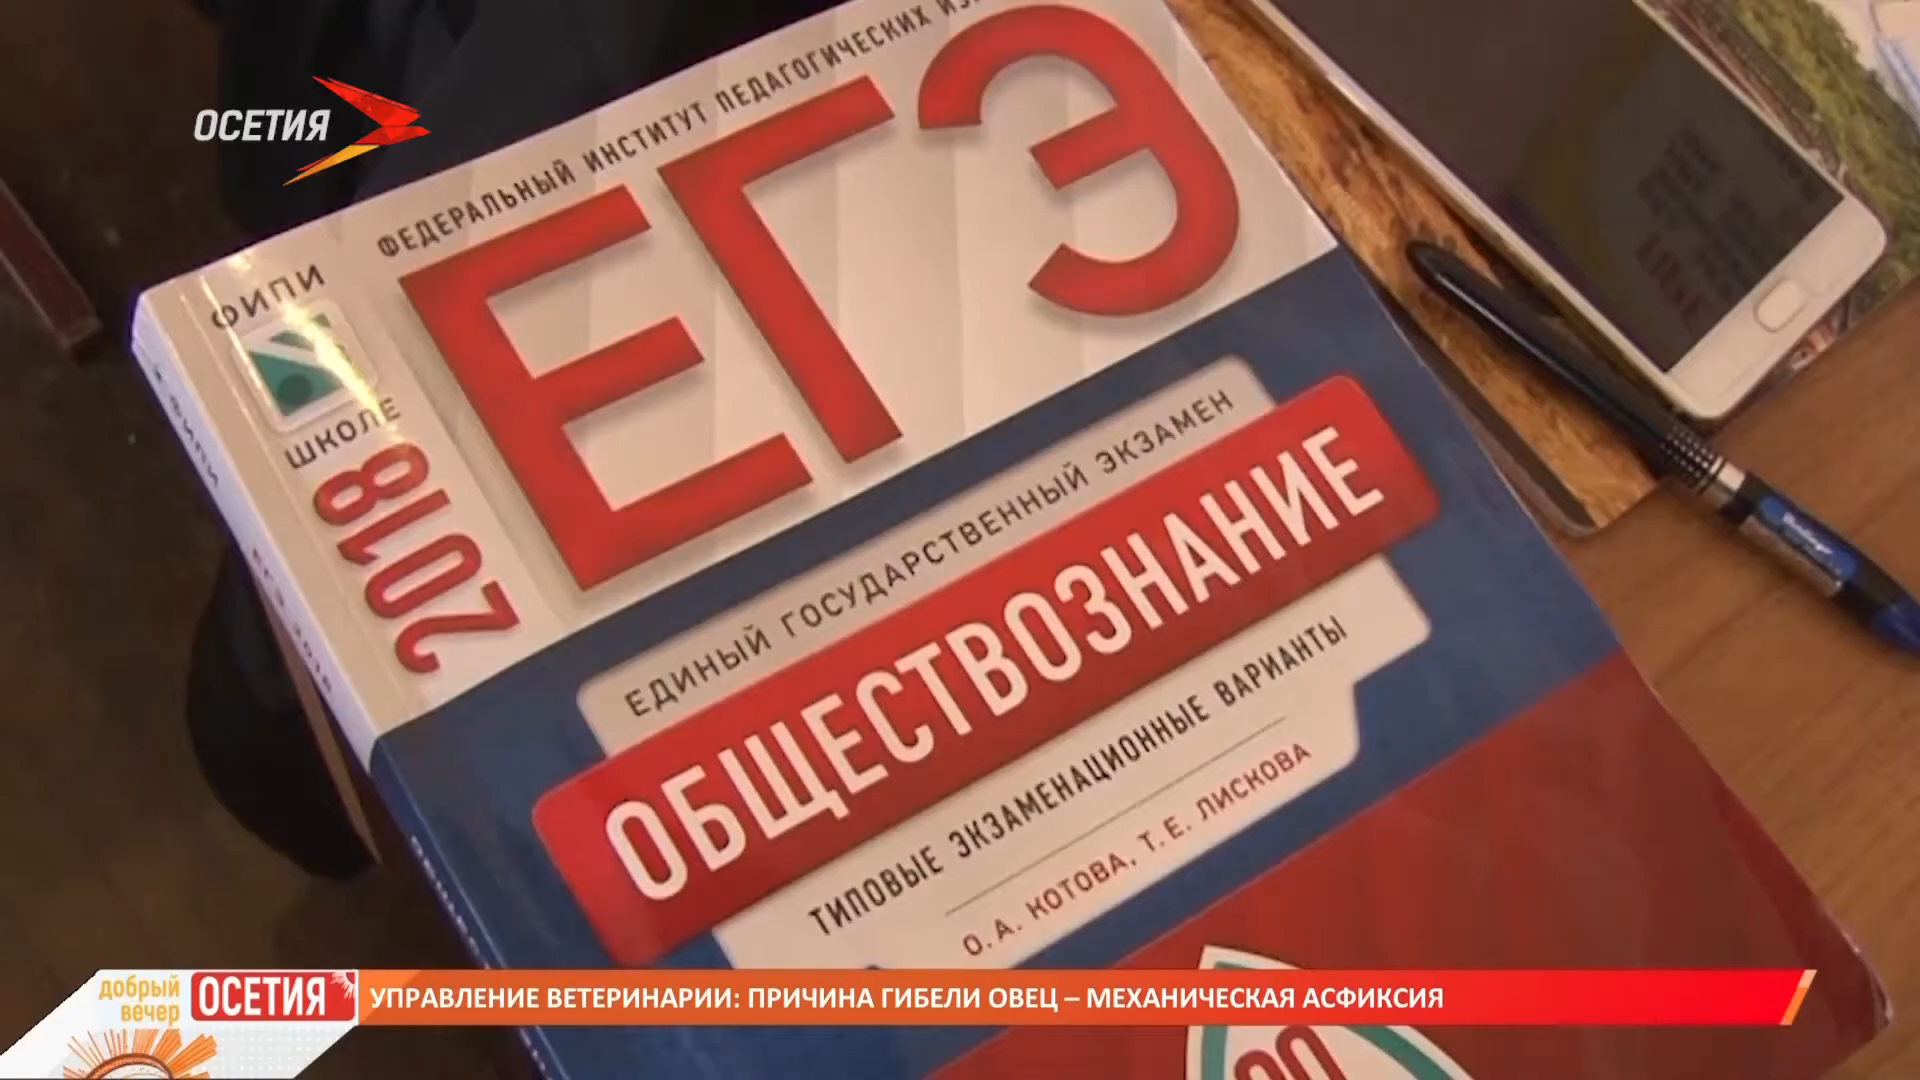 ОСЕТИЯ
ФЕДЕРАЛЬНЫЙ ИНСТИТУТ ПЕДАГОГИЧЕСКИХ
ЕГЭ
ФИПИ
ШКОЛЕ
2018
ЕДИНЫЙ ГОСУДАРСТВЕННЫЙ ЭКЗАМЕН
ОБЩЕСТВОЗНАНИЕ
ТИПОВЫЕ ЭКЗАМЕНАЦИОННЫЕ ВАРИАНТЫ
О. А. КОТОВА, Т. Е. ЛИСКОВА
добрый
вечер
ОСЕТИЯ
УПРАВЛЕНИЕ ВЕТЕРИНАРИИ: ПРИЧИНА ГИБЕЛИ ОВЕЦ – МЕХАНИЧЕСКАЯ АСФИКСИЯ